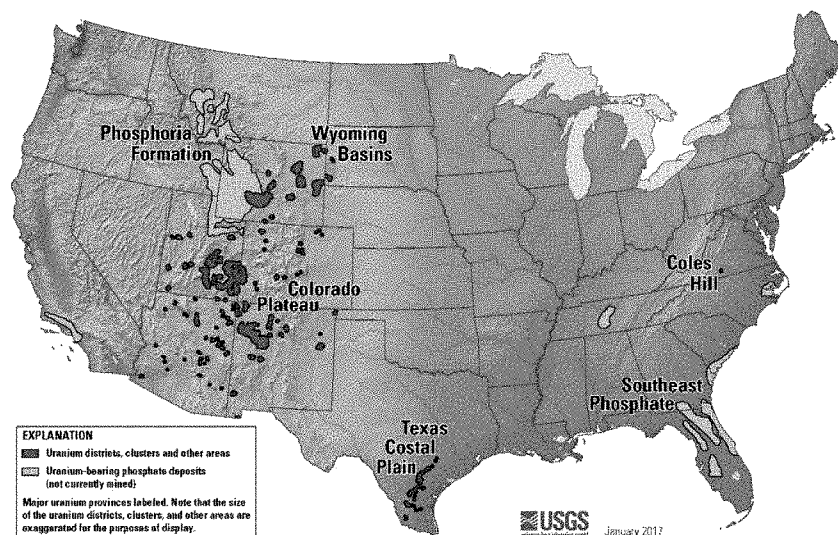 Phosphoria
Formation
Wyoming
Basins
Colorado
Plateau
Coles
Hill
Southeast
Phosphate
Texas
Costal
Plain
EXPLANATION
Uranium districts, clusters and other areas
Uranium-bearing phosphate deposits
(not currently mined)
Major uranium provinces labeled. Note that the size
of the uranium districts, clusters, and other areas are
exaggerated for the purposes of display.
USGS
January 2017